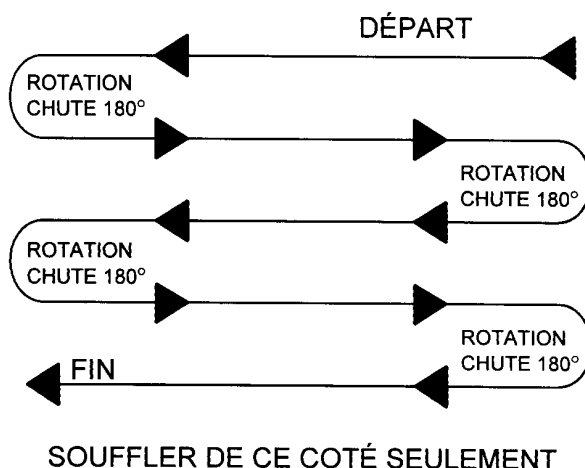 DÉPART
ROTATION
CHUTE 180°
ROTATION
CHUTE 180°
ROTATION
CHUTE 180°
ROTATION
CHUTE 180°
FIN
SOUFFLER DE CE COTÉ SEULEMENT